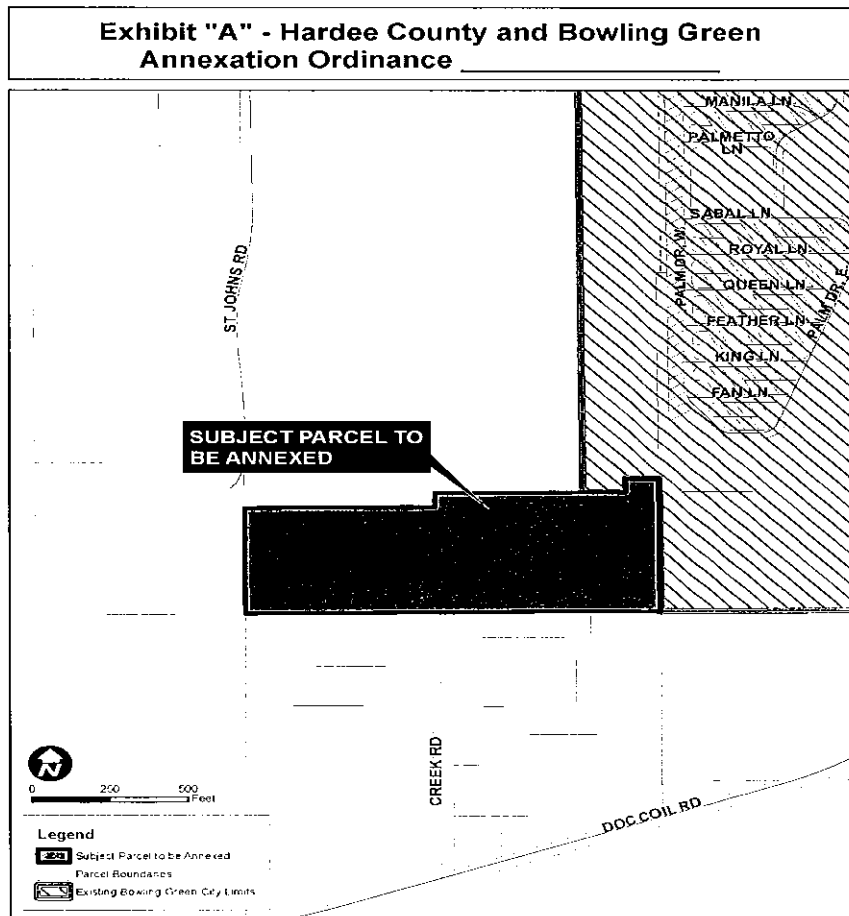 Exhibit "A" - Hardee County and Bowling Green
Annexation Ordinance
MANILA LN
PALMETTO
LN
SABAL LN
ROYAL LN
PALM DR. W
QUEEN LN
PALM DR. E
FEATHER LN
KING LN
FAN LN
ST JOHNS RD
SUBJECT PARCEL TO
BE ANNEXED
CREEK RD
DOC COIL RD
N
0 250 500
Feet
Legend
Subject Parcel to be Annexed
Parcel Boundaries
Existing Bowling Green City Limits